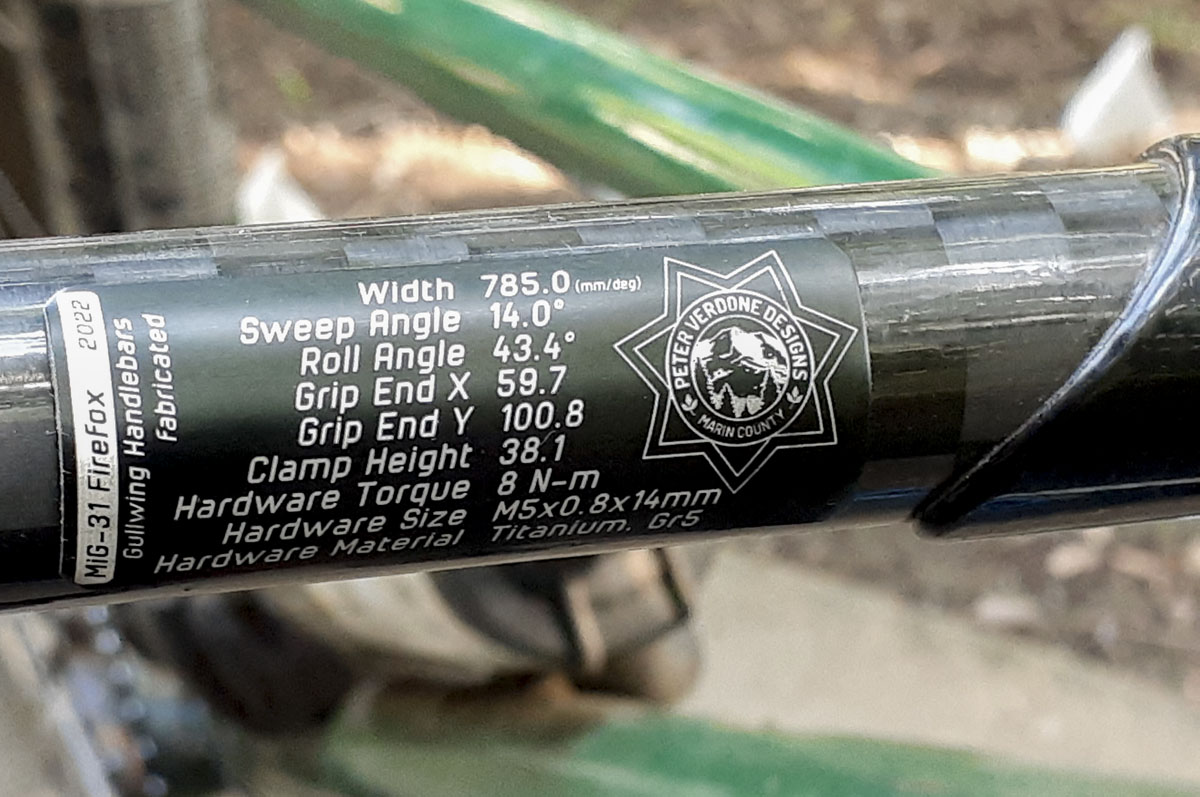 MiG-31 FireFox 2022
Gullwing Handlebars
Fabricated
Width 785.0 (mm/deg)
Sweep Angle 14.0°
Roll Angle 43.4°
Grip End X 59.7
Grip End Y 100.8
Clamp Height 38.1
Hardware Torque 8 N-m
Hardware Size M5x0.8x14mm
Hardware Material Titanium, Gr5
PETER VERDONE DESIGNS
MARIN COUNTY